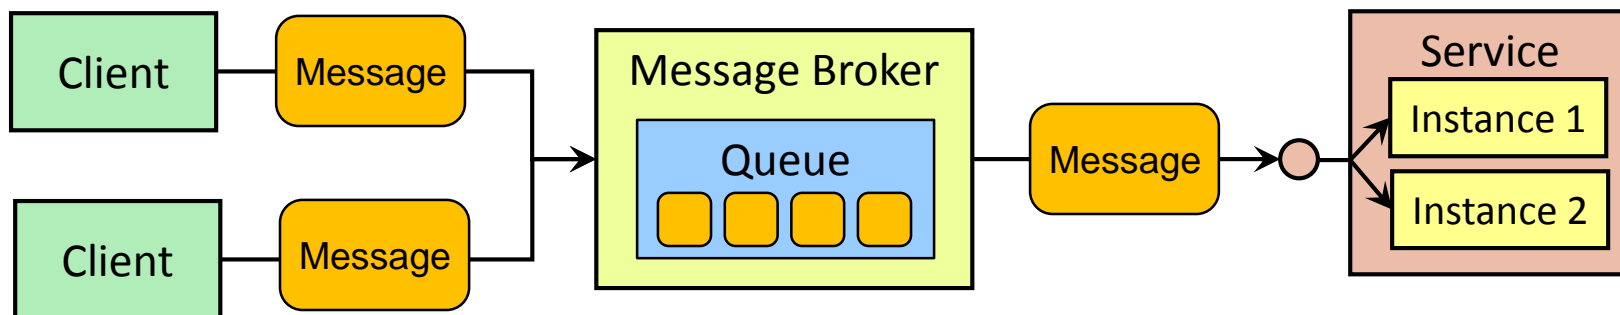 Client
Message
Client
Message
Message Broker
Queue
Message
Service
Instance 1
Instance 2